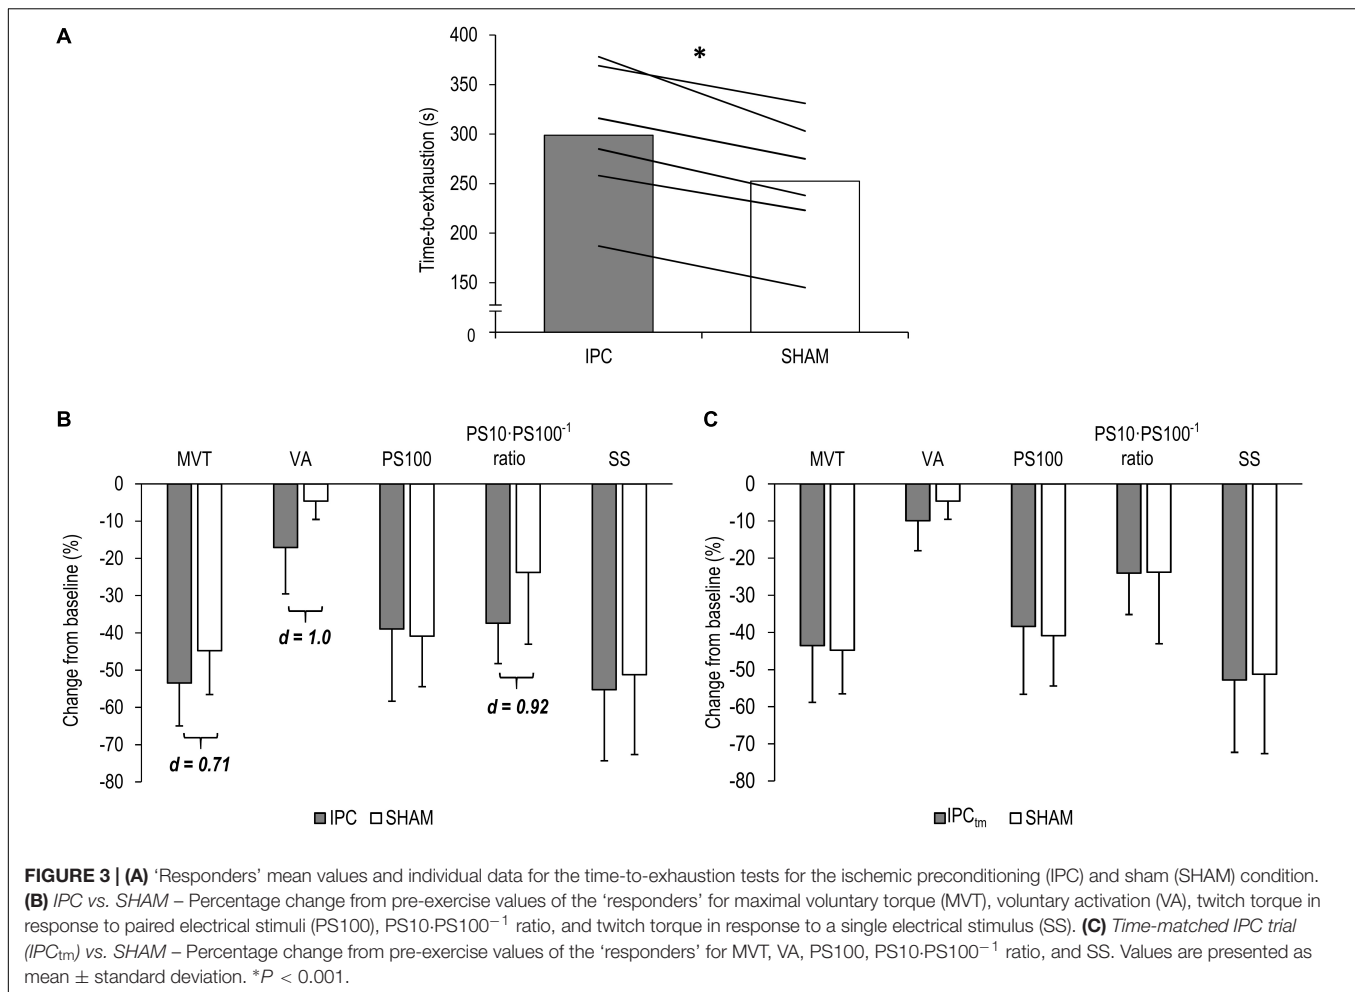 A
400
350
300
250
200
150
0
Time-to-exhaustion (s)
*
IPC
SHAM
B
MVT VA PS100 PS10·PS100⁻¹ ratio SS
0
-10
-20
-30
-40
-50
-60
-70
-80
Change from baseline (%)
d = 0.71
d = 1.0
d = 0.92
IPC SHAM
C
MVT VA PS100 PS10·PS100⁻¹ ratio SS
0
-10
-20
-30
-40
-50
-60
-70
-80
Change from baseline (%)
IPCtm SHAM
FIGURE 3 | (A) 'Responders' mean values and individual data for the time-to-exhaustion tests for the ischemic preconditioning (IPC) and sham (SHAM) condition.
(B) IPC vs. SHAM – Percentage change from pre-exercise values of the 'responders' for maximal voluntary torque (MVT), voluntary activation (VA), twitch torque in
response to paired electrical stimuli (PS100), PS10·PS100⁻¹ ratio, and twitch torque in response to a single electrical stimulus (SS). (C) Time-matched IPC trial
(IPCtm) vs. SHAM – Percentage change from pre-exercise values of the 'responders' for MVT, VA, PS100, PS10·PS100⁻¹ ratio, and SS. Values are presented as
mean ± standard deviation. *P < 0.001.